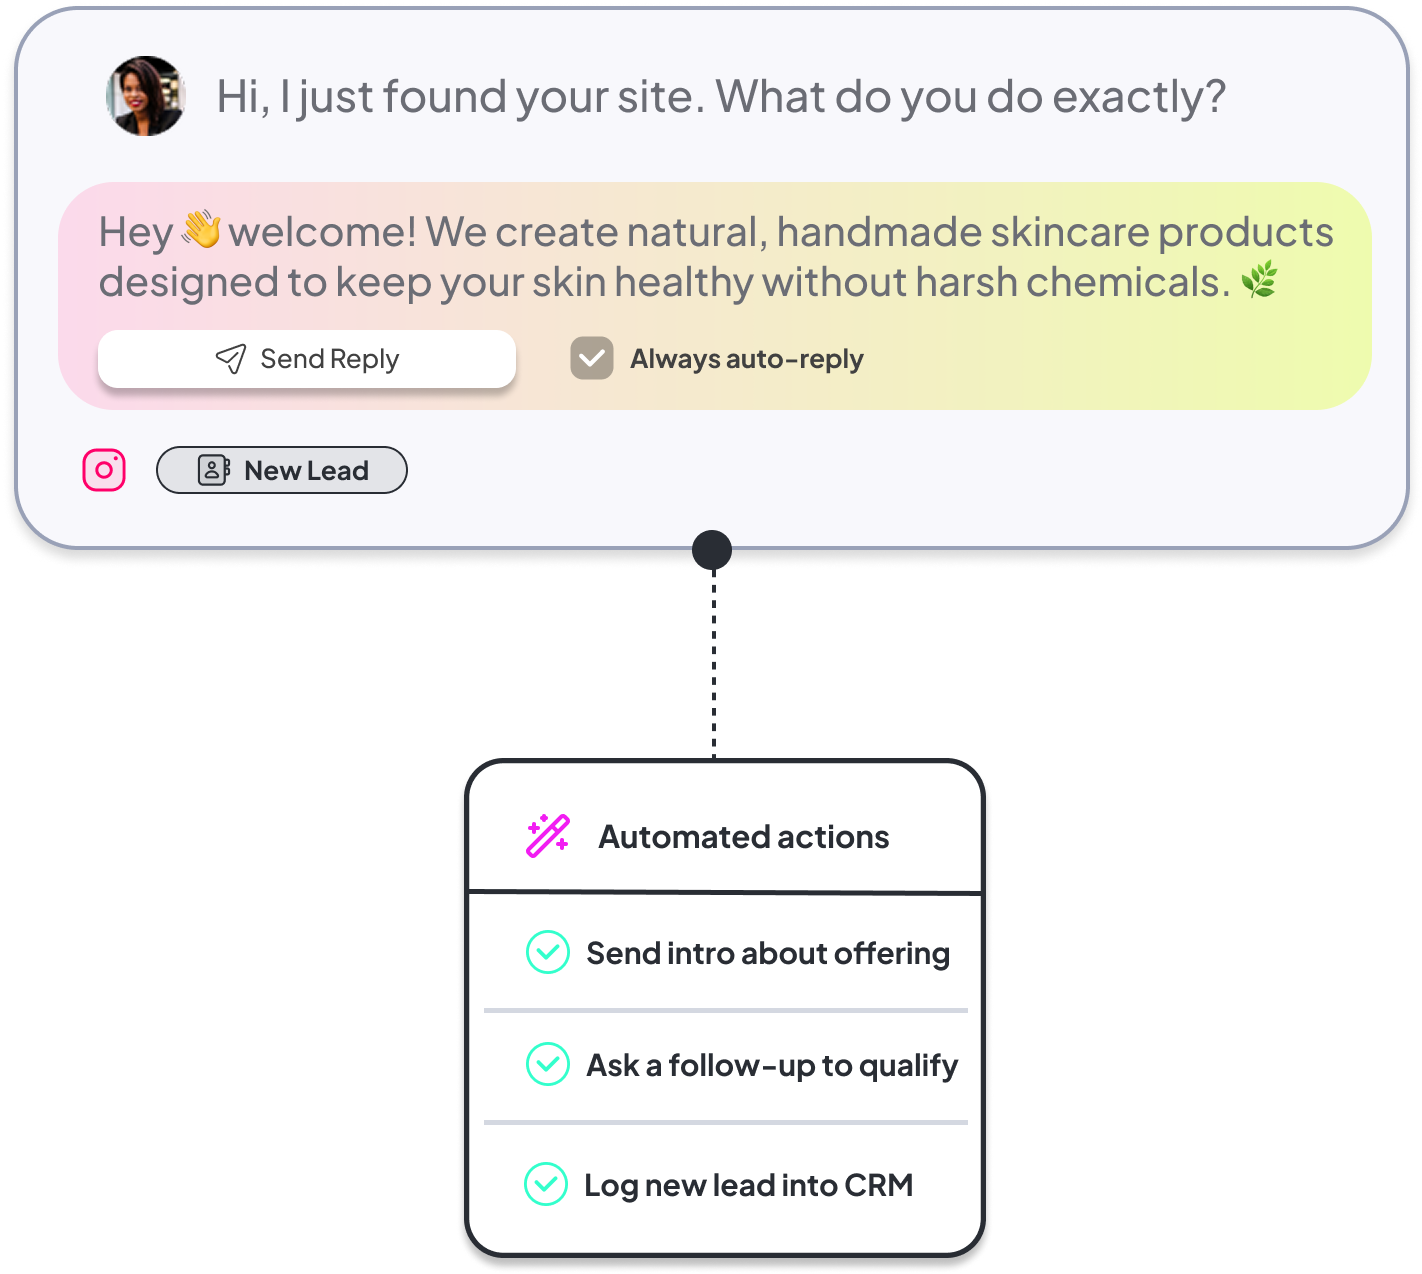 Hi, I just found your site. What do you do exactly?
Hey 👋 welcome! We create natural, handmade skincare products
designed to keep your skin healthy without harsh chemicals. 🌿
Send Reply
Always auto-reply
New Lead
Automated actions
Send intro about offering
Ask a follow-up to qualify
Log new lead into CRM